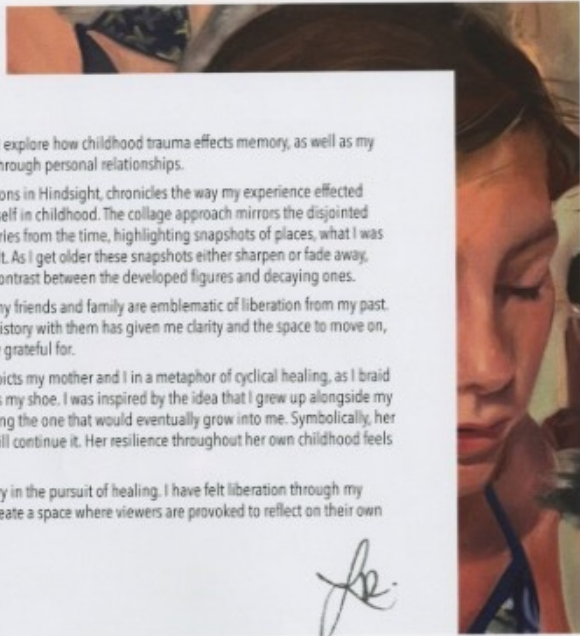 explore how childhood trauma effects memory, as well as my
hrough personal relationships.
ons in Hindsight, chronicles the way my experience effected
elf in childhood. The collage approach mirrors the disjointed
ries from the time, highlighting snapshots of places, what I was
t. As I get older these snapshots either sharpen or fade away,
ontrast between the developed figures and decaying ones.
ny friends and family are emblematic of liberation from my past.
istory with them has given me clarity and the space to move on,
grateful for.
picts my mother and I in a metaphor of cyclical healing, as I braid
s my shoe. I was inspired by the idea that I grew up alongside my
ng the one that would eventually grow into me. Symbolically, her
ill continue it. Her resilience throughout her own childhood feels
y in the pursuit of healing. I have felt liberation through my
eate a space where viewers are provoked to reflect on their own